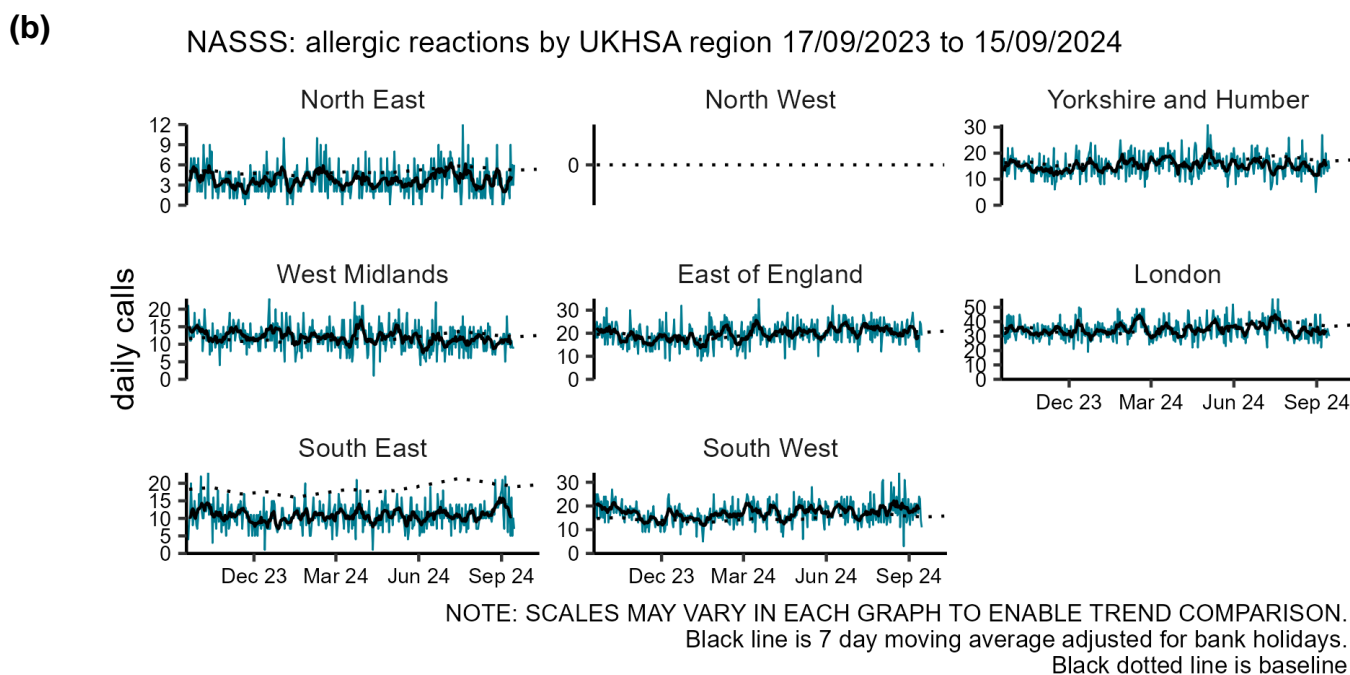 (b)
NASSS: allergic reactions by UKHSA region 17/09/2023 to 15/09/2024
North East
12
9
6
3
0
North West
0
Yorkshire and Humber
30
20
10
0
daily calls
West Midlands
20
15
10
5
0
East of England
30
20
10
0
London
50
40
30
20
10
0
Dec 23 Mar 24 Jun 24 Sep 24
South East
20
15
10
5
0
Dec 23 Mar 24 Jun 24 Sep 24
South West
30
20
10
0
Dec 23 Mar 24 Jun 24 Sep 24
NOTE: SCALES MAY VARY IN EACH GRAPH TO ENABLE TREND COMPARISON.
Black line is 7 day moving average adjusted for bank holidays.
Black dotted line is baseline